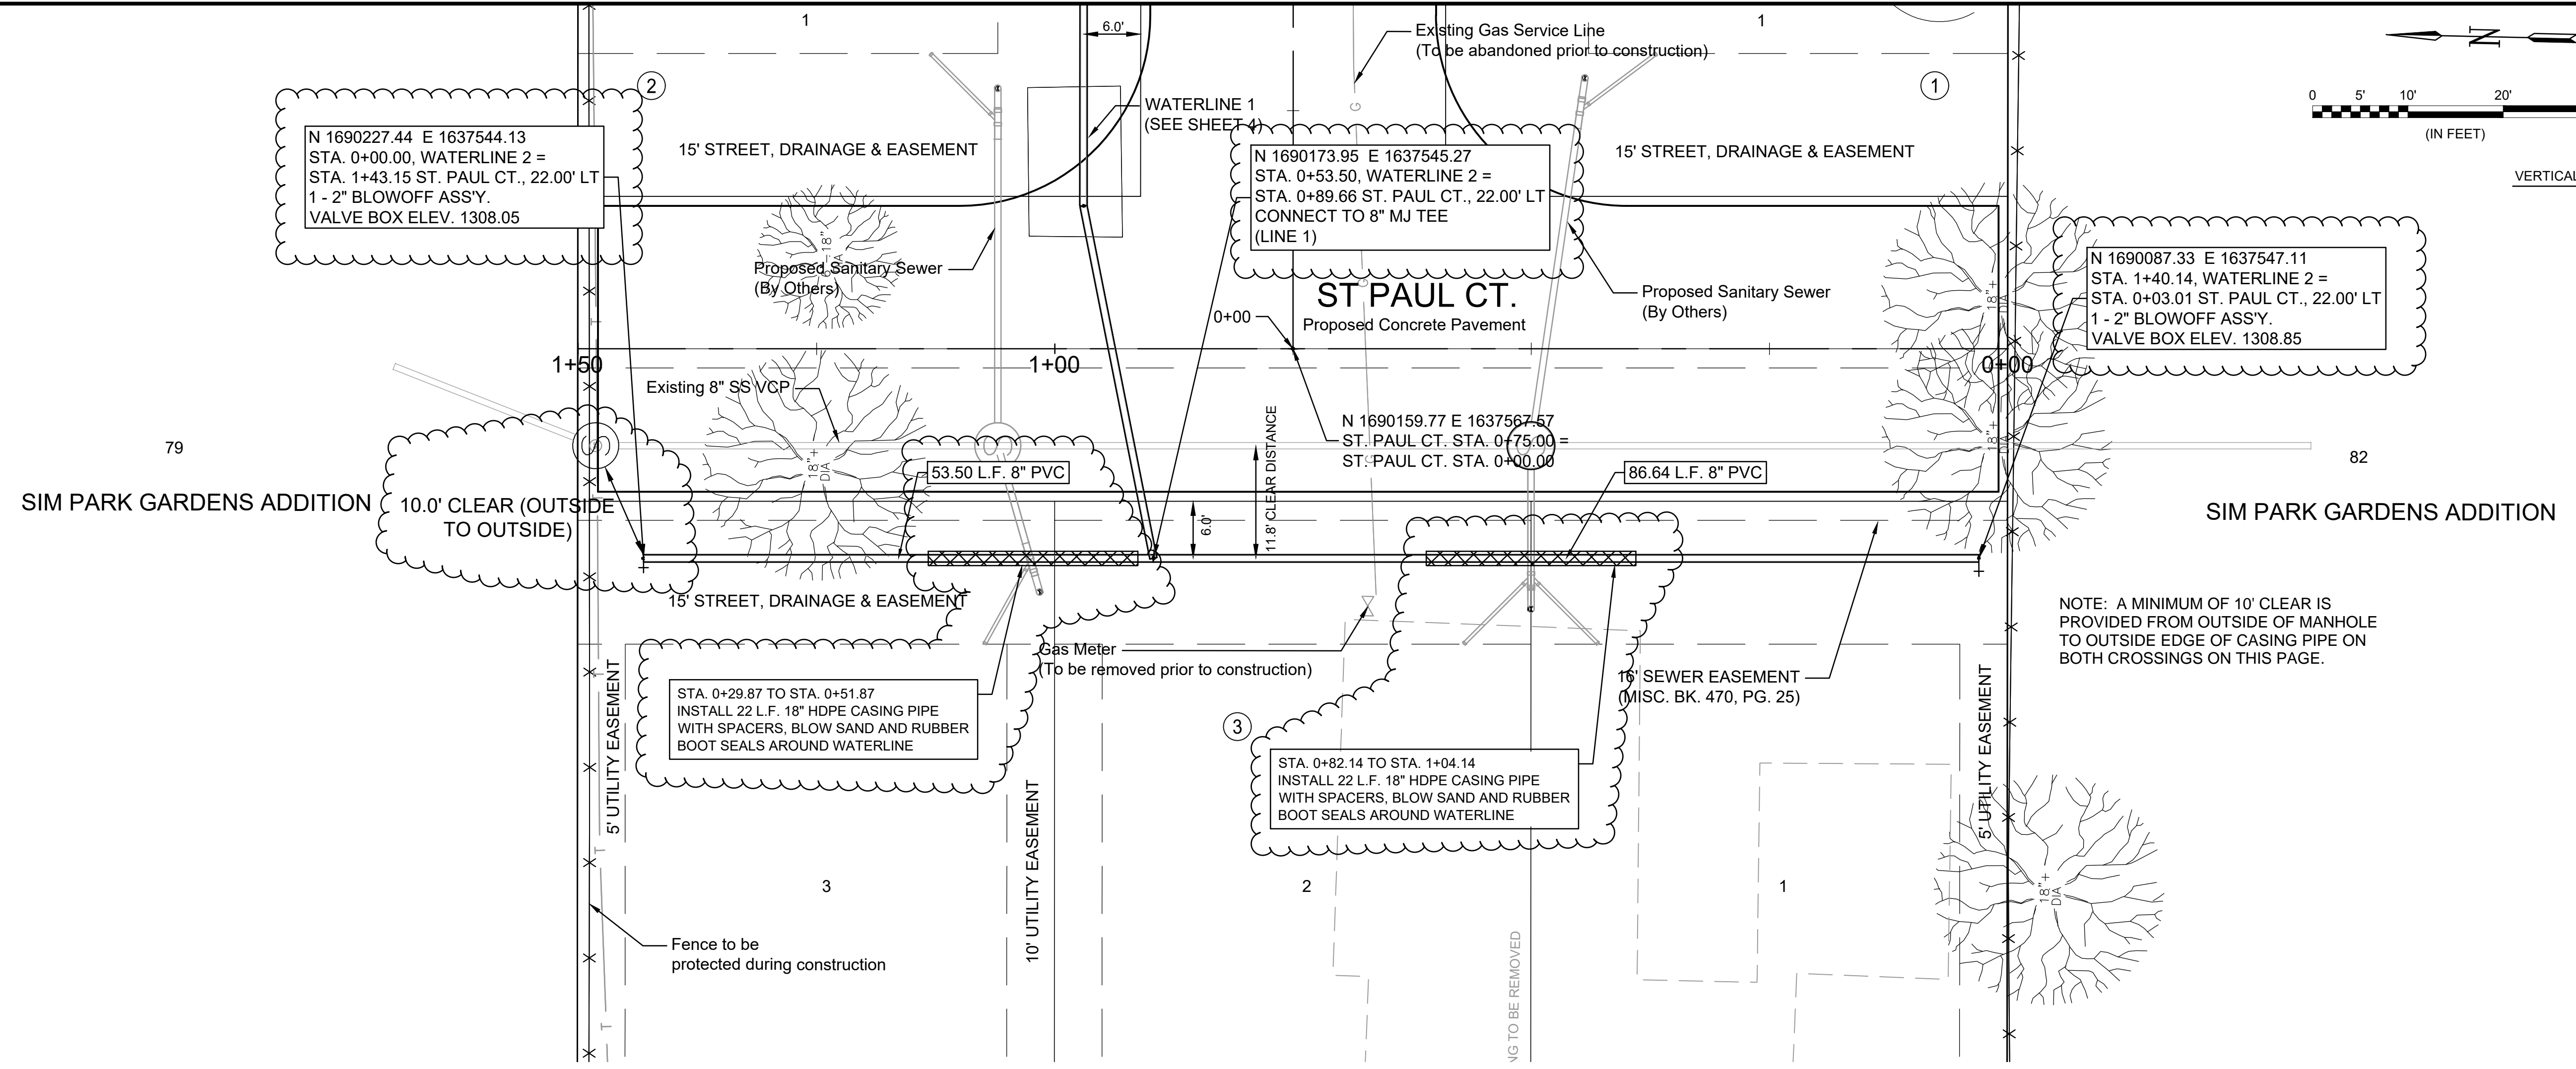 1
6.0'
Existing Gas Service Line
(To be abandoned prior to construction)
1
N
0 5' 10' 20'
(IN FEET)
VERTICAL
2
1
N 1690227.44 E 1637544.13
STA. 0+00.00, WATERLINE 2 =
STA. 1+43.15 ST. PAUL CT., 22.00' LT
1 - 2" BLOWOFF ASS'Y.
VALVE BOX ELEV. 1308.05
15' STREET, DRAINAGE & EASEMENT
WATERLINE 1
(SEE SHEET 4)
G
N 1690173.95 E 1637545.27
STA. 0+53.50, WATERLINE 2 =
STA. 0+89.66 ST. PAUL CT., 22.00' LT
CONNECT TO 8" MJ TEE
(LINE 1)
15' STREET, DRAINAGE & EASEMENT
Proposed Sanitary Sewer
(By Others)
G
ST PAUL CT.
Proposed Concrete Pavement
0+00
Proposed Sanitary Sewer
(By Others)
18"+
DIA
N 1690087.33 E 1637547.11
STA. 1+40.14, WATERLINE 2 =
STA. 0+03.01 ST. PAUL CT., 22.00' LT
1 - 2" BLOWOFF ASS'Y.
VALVE BOX ELEV. 1308.85
T
1+50
1+00
0+00
Existing 8" SS VCP
79
S
18"+
DIA
S
53.50 L.F. 8" PVC
11.8' CLEAR DISTANCE
6.0'
N 1690159.77 E 1637567.57
ST. PAUL CT. STA. 0+75.00 =
ST. PAUL CT. STA. 0+00.00
S
86.64 L.F. 8" PVC
18"+
DIA
82
SIM PARK GARDENS ADDITION
10.0' CLEAR (OUTSIDE
TO OUTSIDE)
SIM PARK GARDENS ADDITION
15' STREET, DRAINAGE & EASEMENT
NOTE: A MINIMUM OF 10' CLEAR IS
PROVIDED FROM OUTSIDE OF MANHOLE
TO OUTSIDE EDGE OF CASING PIPE ON
BOTH CROSSINGS ON THIS PAGE.
Gas Meter
(To be removed prior to construction)
16' SEWER EASEMENT
(MISC. BK. 470, PG. 25)
T
5' UTILITY EASEMENT
STA. 0+29.87 TO STA. 0+51.87
INSTALL 22 L.F. 18" HDPE CASING PIPE
WITH SPACERS, BLOW SAND AND RUBBER
BOOT SEALS AROUND WATERLINE
3
STA. 0+82.14 TO STA. 1+04.14
INSTALL 22 L.F. 18" HDPE CASING PIPE
WITH SPACERS, BLOW SAND AND RUBBER
BOOT SEALS AROUND WATERLINE
5' UTILITY EASEMENT
10' UTILITY EASEMENT
T
3
2
1
18"+
DIA
Fence to be
protected during construction
NG TO BE REMOVED
T